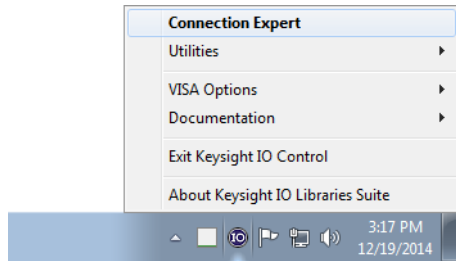 Connection Expert
Utilities
VISA Options
Documentation
Exit Keysight IO Control
About Keysight IO Libraries Suite
IO
3:17 PM
12/19/2014